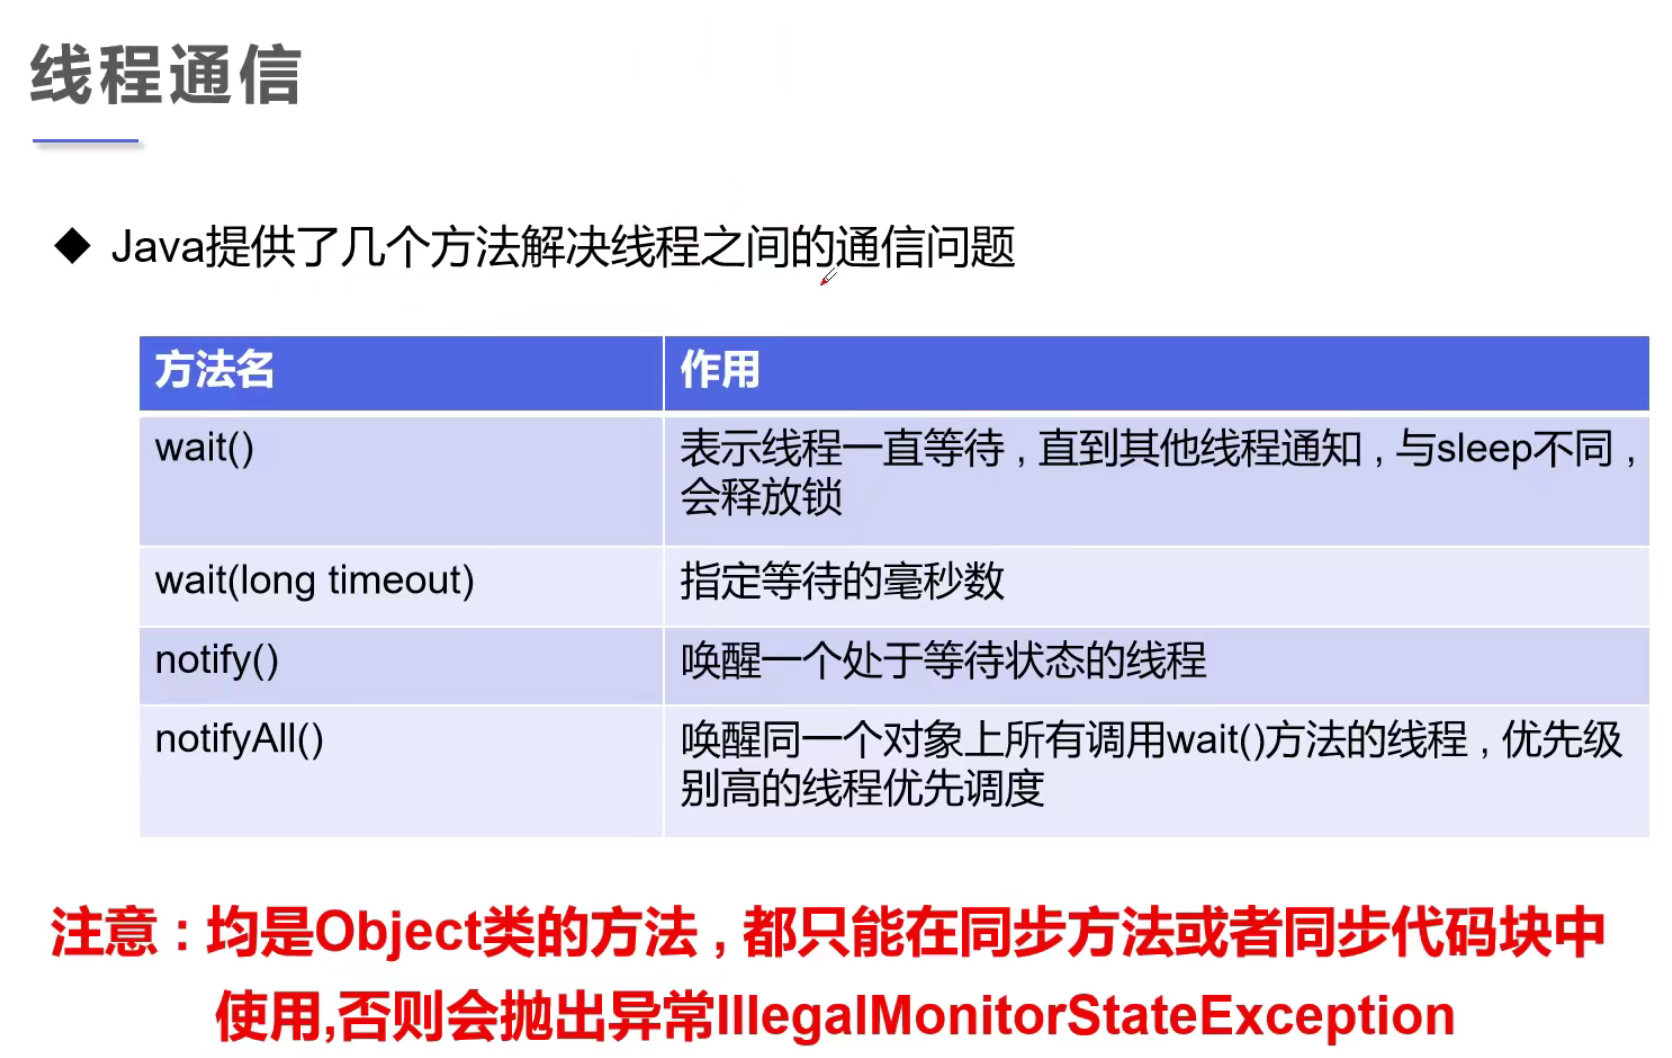 线程通信
◆ Java提供了几个方法解决线程之间的通信问题
方法名 作用
wait() 表示线程一直等待，直到其他线程通知，与sleep不同，
会释放锁
wait(long timeout) 指定等待的毫秒数
notify() 唤醒一个处于等待状态的线程
notifyAll() 唤醒同一个对象上所有调用wait()方法的线程，优先级
别高的线程优先调度
注意：均是Object类的方法，都只能在同步方法或者同步代码块中
使用,否则会抛出异常IllegalMonitorStateException